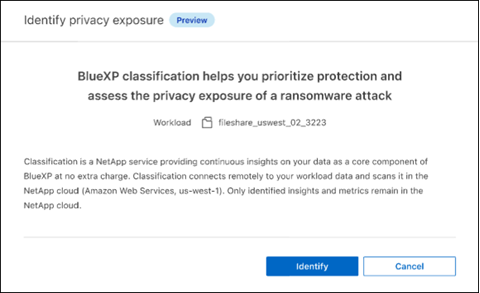 Identify privacy exposure Preview
BlueXP classification helps you prioritize protection and
assess the privacy exposure of a ransomware attack
Workload fileshare_uswest_02_3223
Classification is a NetApp service providing continuous insights on your data as a core component of
BlueXP at no extra charge. Classification connects remotely to your workload data and scans it in the
NetApp cloud (Amazon Web Services, us-west-1). Only identified insights and metrics remain in the
NetApp cloud.
Identify Cancel